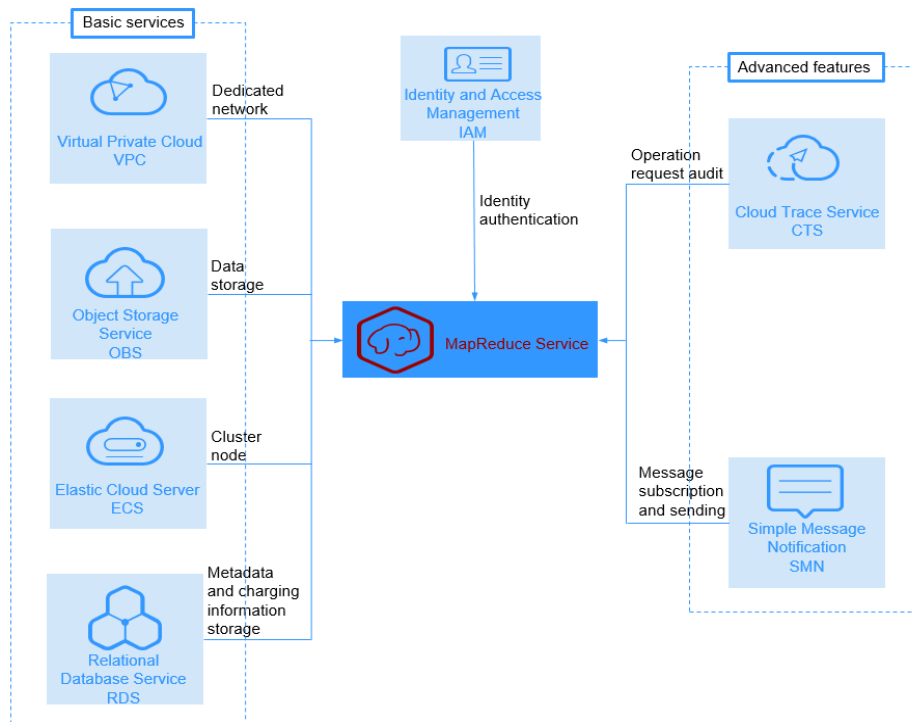 Basic services
Virtual Private Cloud
VPC
Dedicated
network
Object Storage
Service
OBS
Data
storage
Elastic Cloud Server
ECS
Cluster
node
Relational
Database Service
RDS
Metadata
and charging
information
storage
Identity and Access
Management
IAM
Identity
authentication
MapReduce Service
Advanced features
Operation
request audit
Cloud Trace Service
CTS
Message
subscription
and sending
Simple Message
Notification
SMN